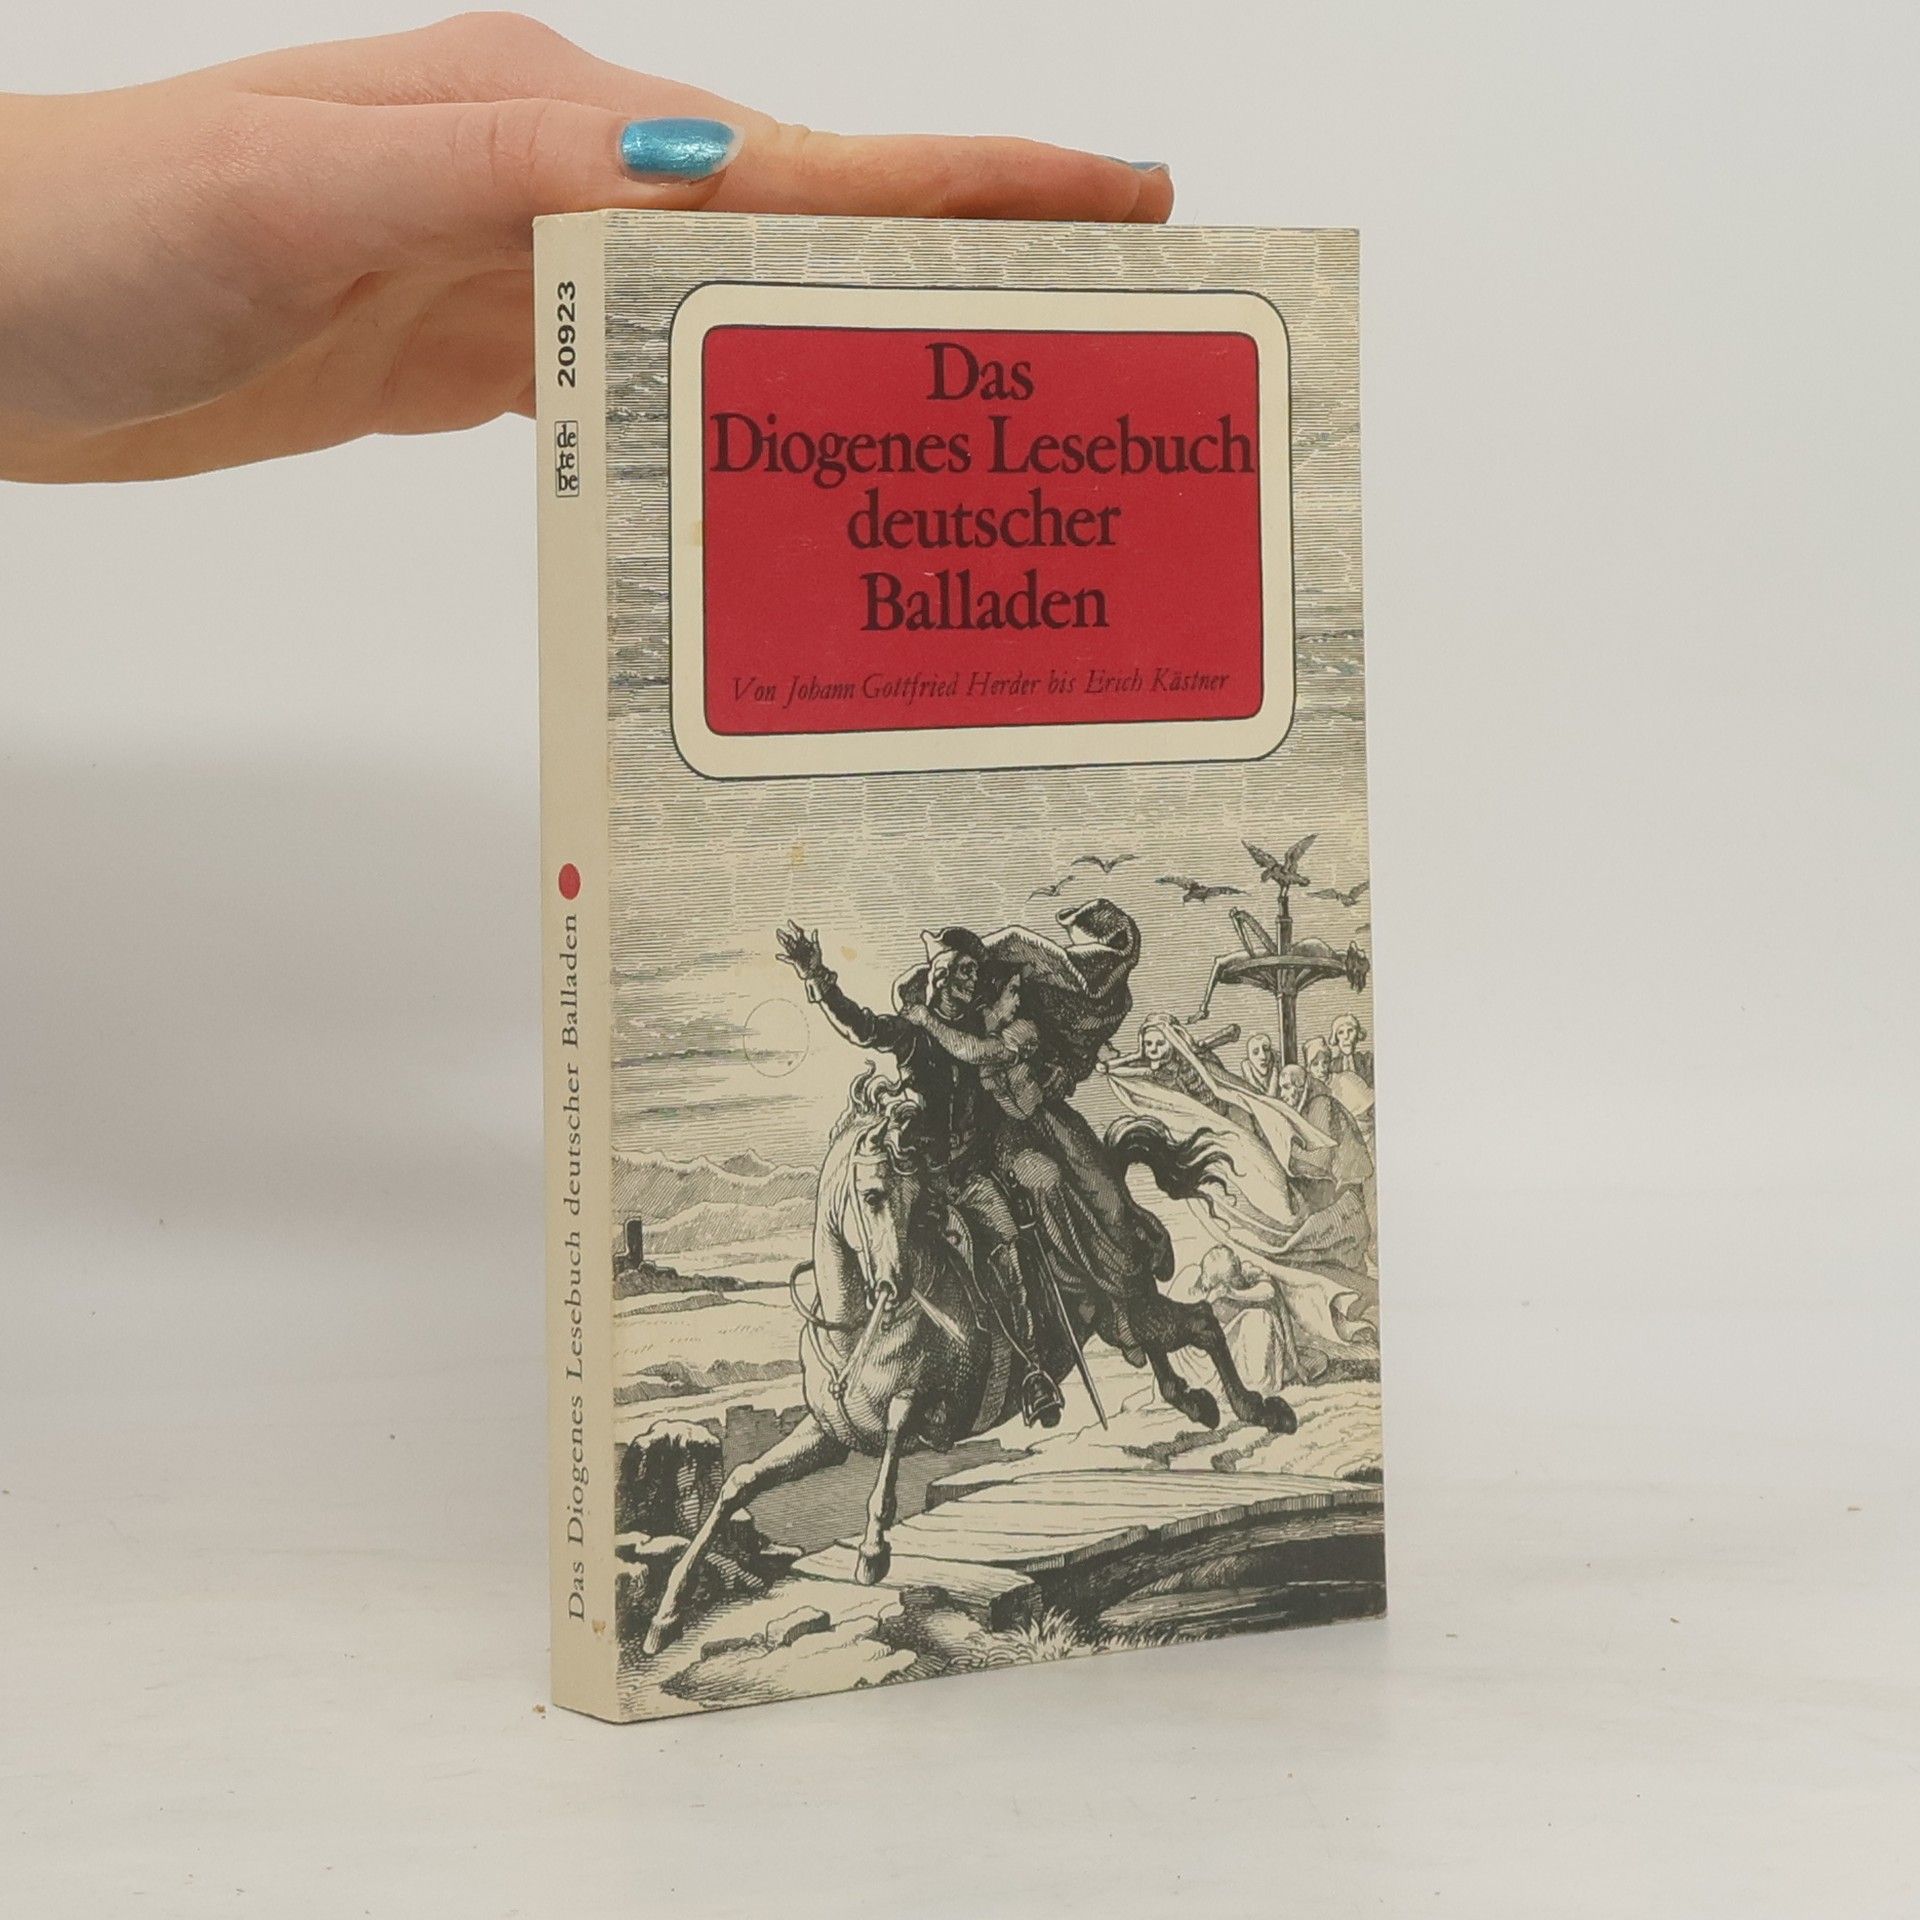 Das
Diogenes Lesebuch
deutscher
Balladen
Von Johann Gottfried Herder bis Erich Kästner
20923
de
te
be
Das Diogenes Lesebuch deutscher Balladen